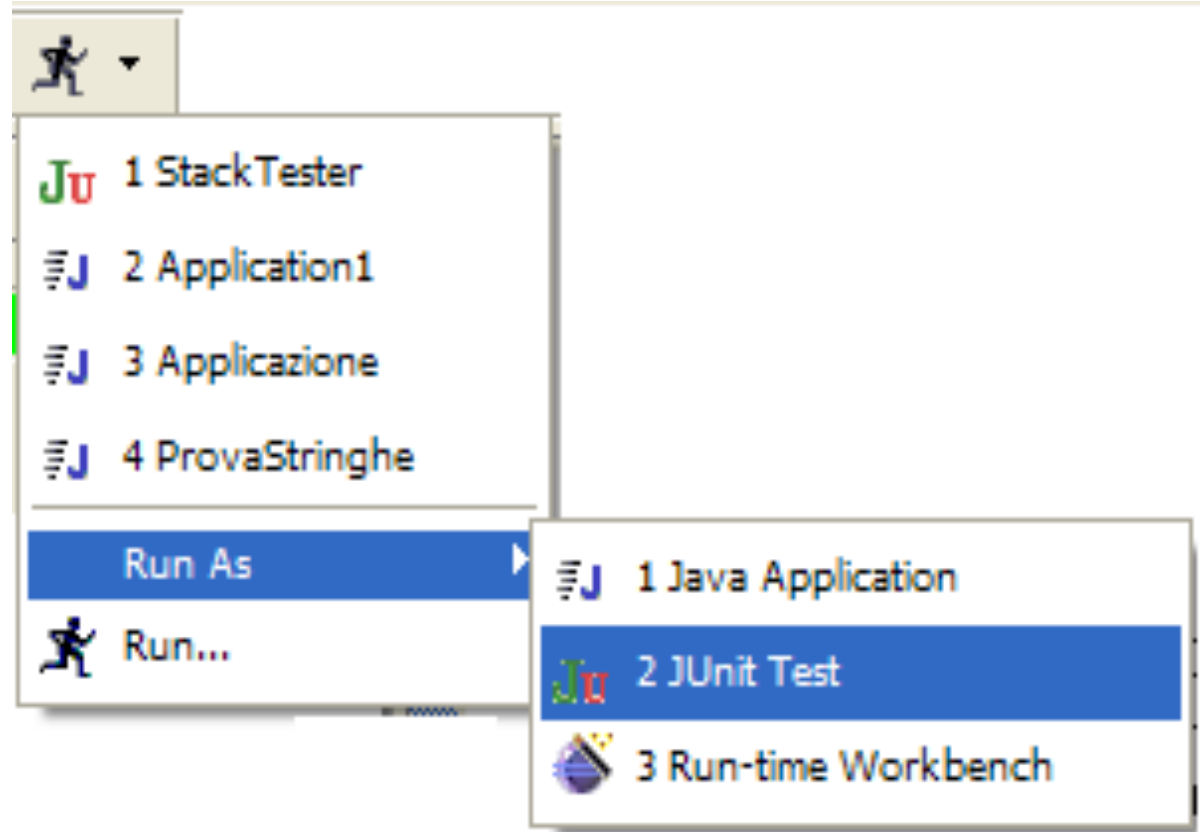 1 StackTester
2 Application1
3 Applicazione
4 ProvaStringhe
Run As
Run...
1 Java Application
2 JUnit Test
3 Run-time Workbench